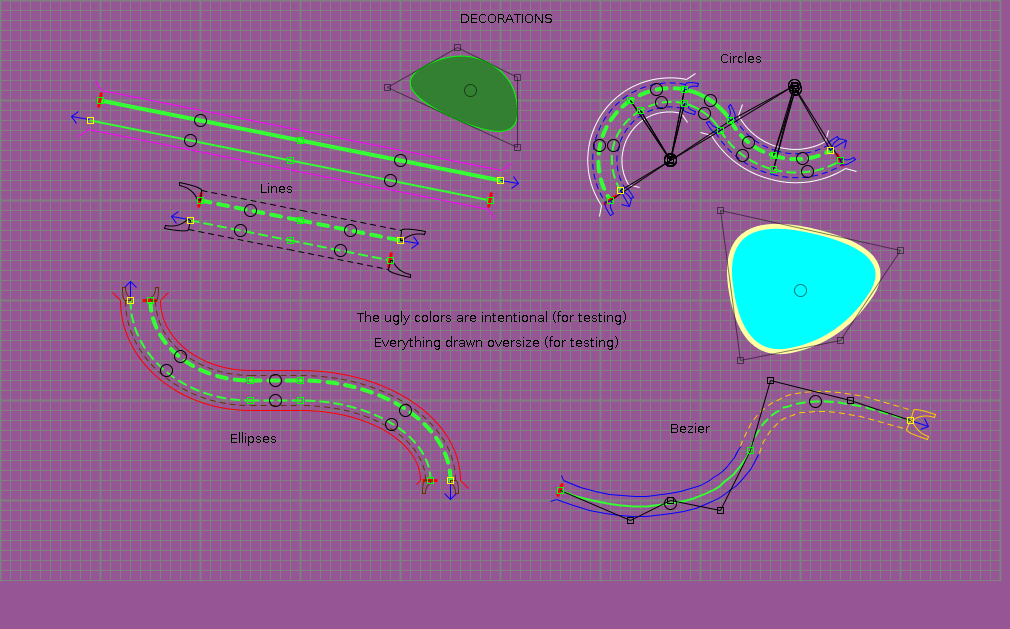 DECORATIONS
Circles
Lines
The ugly colors are intentional (for testing)
Everything drawn oversize (for testing)
Ellipses
Bezier